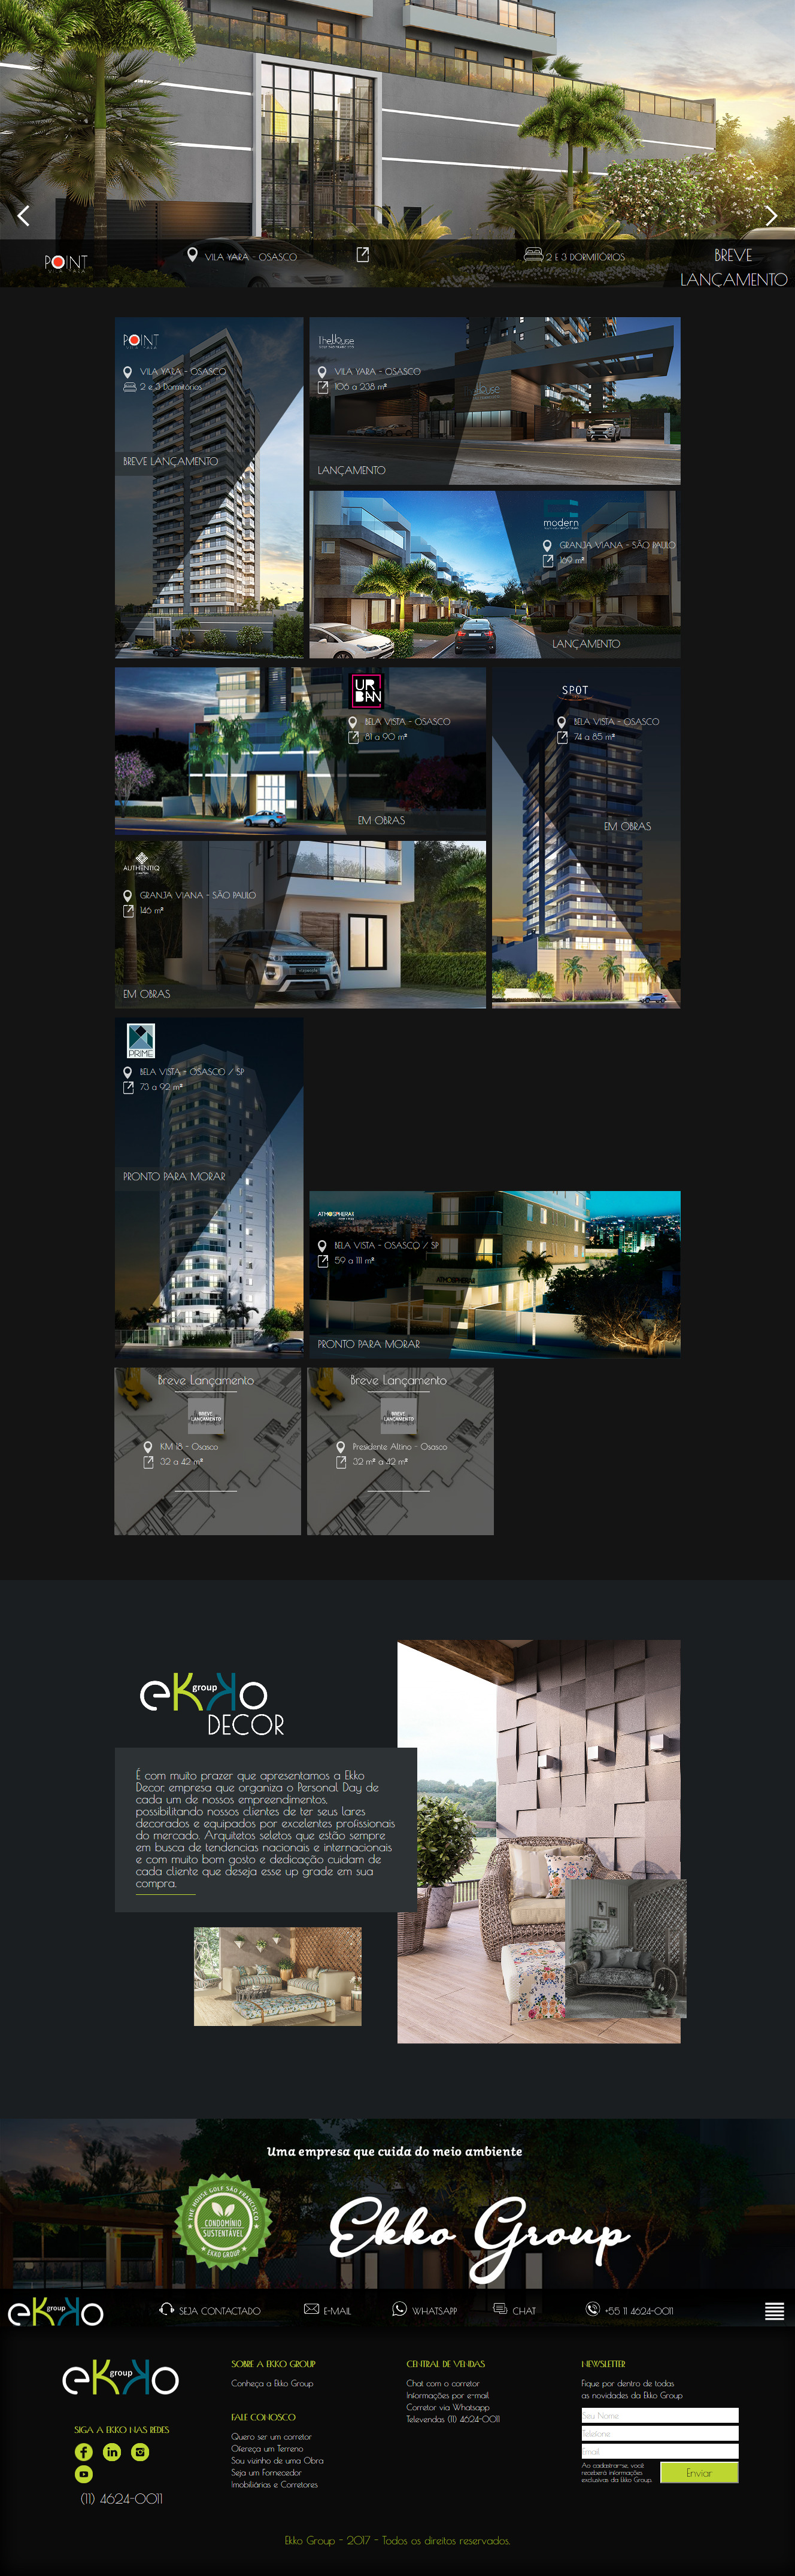 POINT
VILA YARA - OSASCO
2 E 3 DORMITÓRIOS
BREVE
LANÇAMENTO
POINT
VILA YARA
VILA YARA - OSASCO
2 e 3 Dormitórios
BREVE LANÇAMENTO
The House
VILA YARA - OSASCO
106 a 238 m²
LANÇAMENTO
modern
GRANJA VIANA - SÃO PAULO
169 m²
LANÇAMENTO
URBAN
BELA VISTA - OSASCO
81 a 90 m²
EM OBRAS
SPOT
BELA VISTA - OSASCO
74 a 85 m²
EM OBRAS
AUTHENTIQ
GRANJA VIANA - SÃO PAULO
146 m²
EM OBRAS
PRIME
BELA VISTA - OSASCO / SP
73 a 92 m²
PRONTO PARA MORAR
ATMOSPHERA
BELA VISTA - OSASCO / SP
59 a 111 m²
PRONTO PARA MORAR
Breve Lançamento
BREVE
LANÇAMENTO
KM 18 - Osasco
32 a 42 m²
Breve Lançamento
BREVE
LANÇAMENTO
Presidente Altino - Osasco
32 m² a 42 m²
ekko group
DECOR
É com muito prazer que apresentamos a Ekko
Decor, empresa que organiza o Personal Day de
cada um de nossos empreendimentos,
possibilitando nossos clientes de ter seus lares
decorados e equipados por excelentes profissionais
do mercado. Arquitetos seletos que estão sempre
em busca de tendencias nacionais e internacionais
e com muito bom gosto e dedicação cuidam de
cada cliente que deseja esse up grade em sua
compra.
Uma empresa que cuida do meio ambiente
THE HOUSE GOLF SÃO FRANCISCO
CONDOMÍNIO
SUSTENTÁVEL
EKKO GROUP
Ekko Group
ekko group
SEJA CONTACTADO
E-MAIL
WHATSAPP
CHAT
+55 11 4624-0011
ekko group
SIGA A EKKO NAS REDES
(11) 4624-0011
SOBRE A EKKO GROUP
Conheça a Ekko Group
FALE CONOSCO
Quero ser um corretor
Ofereça um Terreno
Sou vizinho de uma Obra
Seja um Fornecedor
Imobiliárias e Corretores
CENTRAL DE VENDAS
Chat com o corretor
Informações por e-mail
Corretor via Whatsapp
Televendas (11) 4624-0011
NEWSLETTER
Fique por dentro de todas
as novidades da Ekko Group
Seu Nome
Telefone
Email
Ao cadastrar-se, você
receberá informações
exclusivas da Ekko Group.
Enviar
Ekko Group - 2017 - Todos os direitos reservados.